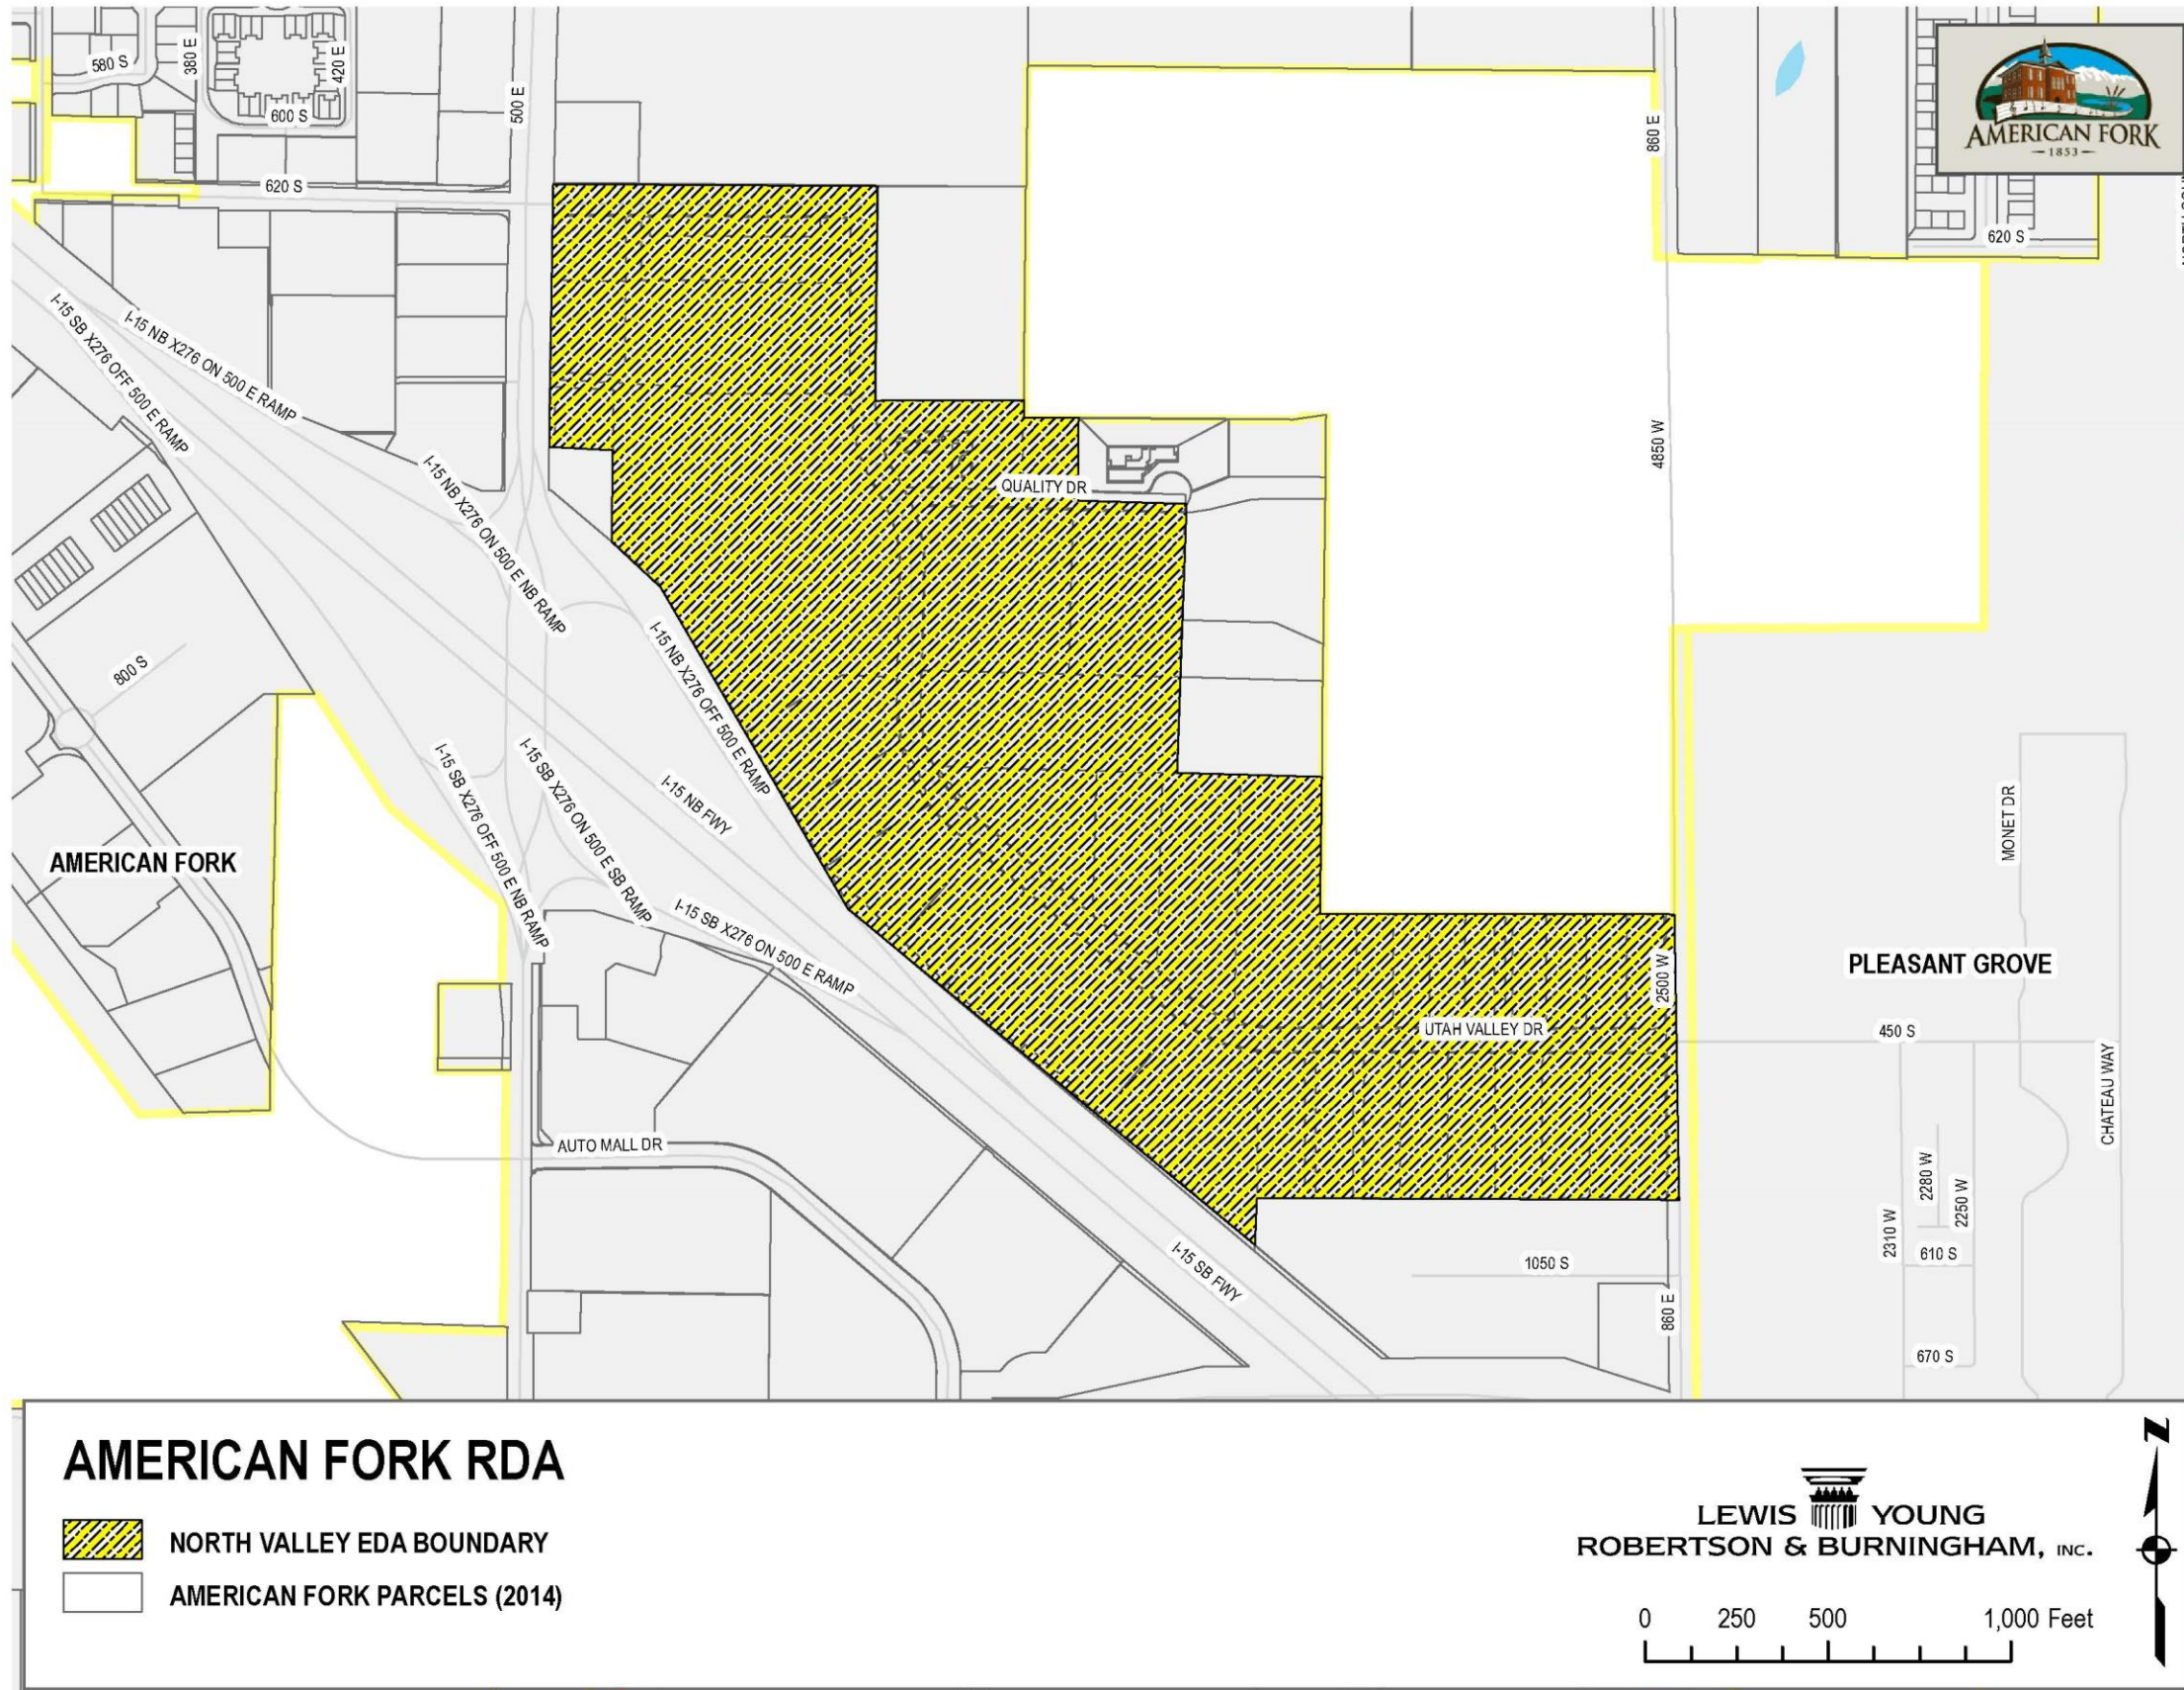 580 S
380 E
420 E
600 S
500 E
620 S
860 E
AMERICAN FORK
1853
620 S
I-15 NB X276 ON 500 E RAMP
I-15 SB X276 OFF 500 E RAMP
I-15 NB X276 ON 500 E NB RAMP
4850 W
QUALITY DR
I-15 NB X276 OFF 500 E RAMP
800 S
I-15 SB X276 OFF 500 E NB RAMP
I-15 SB X276 ON 500 E SB RAMP
I-15 NB FWY
MONET DR
AMERICAN FORK
I-15 SB X276 ON 500 E RAMP
2500 W
PLEASANT GROVE
UTAH VALLEY DR
450 S
CHATEAU WAY
AUTO MALL DR
2280 W
2250 W
2310 W
610 S
I-15 SB FWY
1050 S
860 E
670 S
AMERICAN FORK RDA
NORTH VALLEY EDA BOUNDARY
AMERICAN FORK PARCELS (2014)
LEWIS YOUNG
ROBERTSON & BURNINGHAM, INC.
0 250 500 1,000 Feet
N